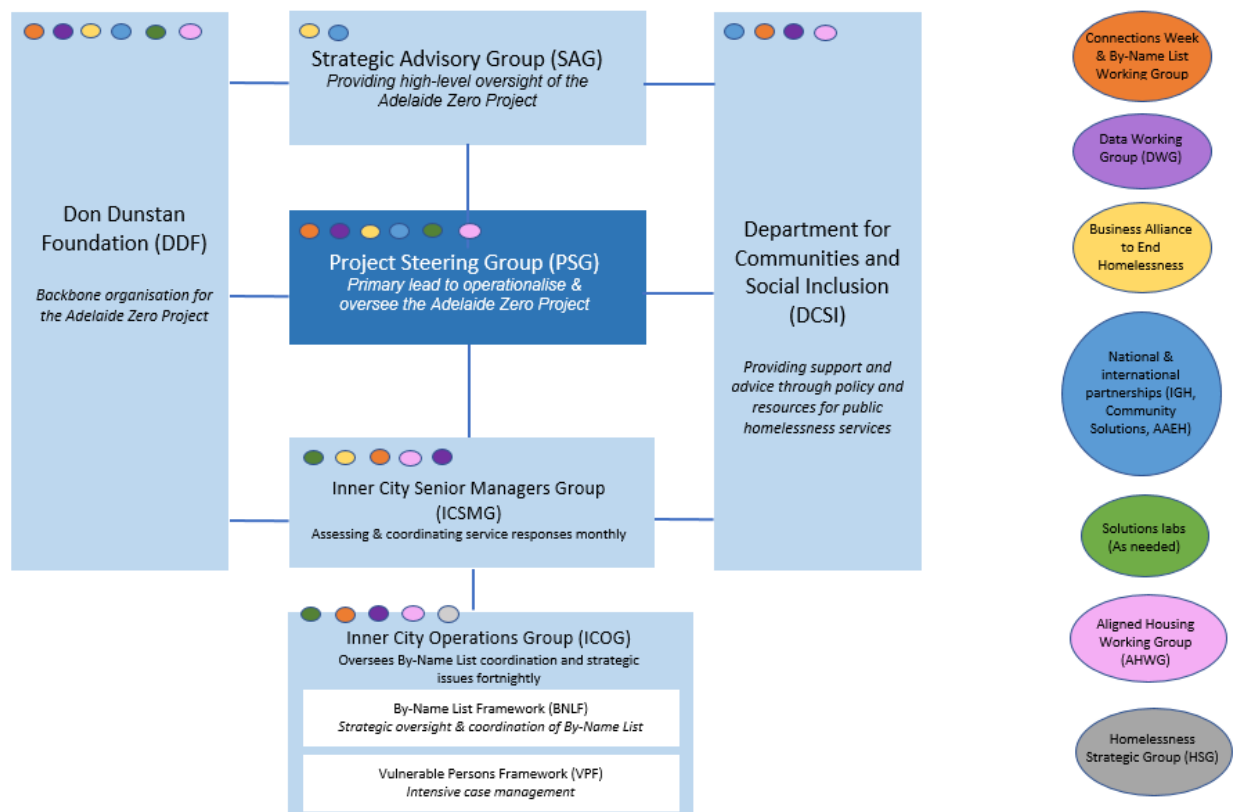 Strategic Advisory Group (SAG)
Providing high-level oversight of the
Adelaide Zero Project
Don Dunstan
Foundation (DDF)
Backbone organisation for
the Adelaide Zero Project
Project Steering Group (PSG)
Primary lead to operationalise &
oversee the Adelaide Zero Project
Department for
Communities and
Social Inclusion
(DCSI)
Providing support and
advice through policy and
resources for public
homelessness services
Inner City Senior Managers Group
(ICSMG)
Assessing & coordinating service responses monthly
Inner City Operations Group (ICOG)
Oversees By-Name List coordination and strategic
issues fortnightly
By-Name List Framework (BNLF)
Strategic oversight & coordination of By-Name List
Vulnerable Persons Framework (VPF)
Intensive case management
Connections Week
& By-Name List
Working Group
Data Working
Group (DWG)
Business Alliance
to End
Homelessness
National &
international
partnerships (IGH,
Community
Solutions, AAEH)
Solutions labs
(As needed)
Aligned Housing
Working Group
(AHWG)
Homelessness
Strategic Group (HSG)